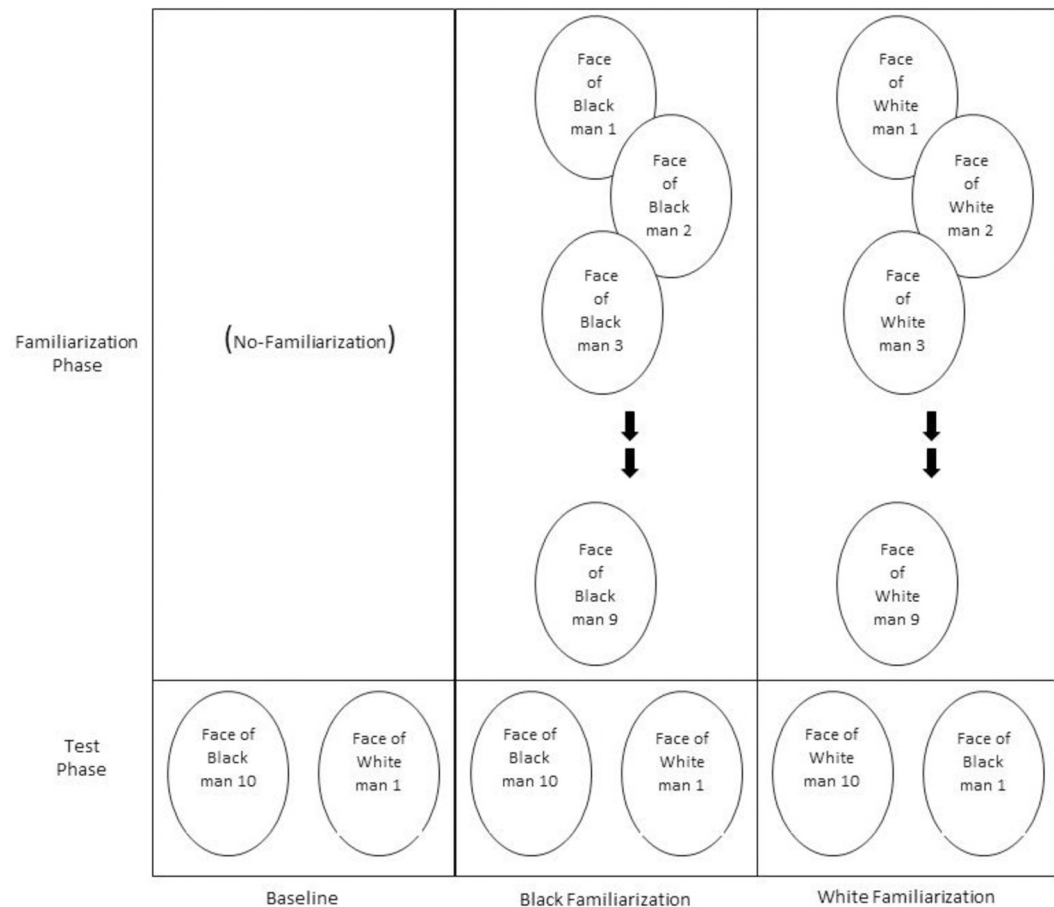 Face
of
Black
man 1
Face
of
White
man 1
Face
of
Black
man 2
Face
of
White
man 2
Face
of
Black
man 3
Face
of
White
man 3
Familiarization
Phase
(No-Familiarization)
Face
of
Black
man 9
Face
of
White
man 9
Test
Phase
Face of
Black
man 10
Face of
White
man 1
Face of
Black
man 10
Face of
White
man 1
Face of
White
man 10
Face of
Black
man 1
Baseline
Black Familiarization
White Familiarization